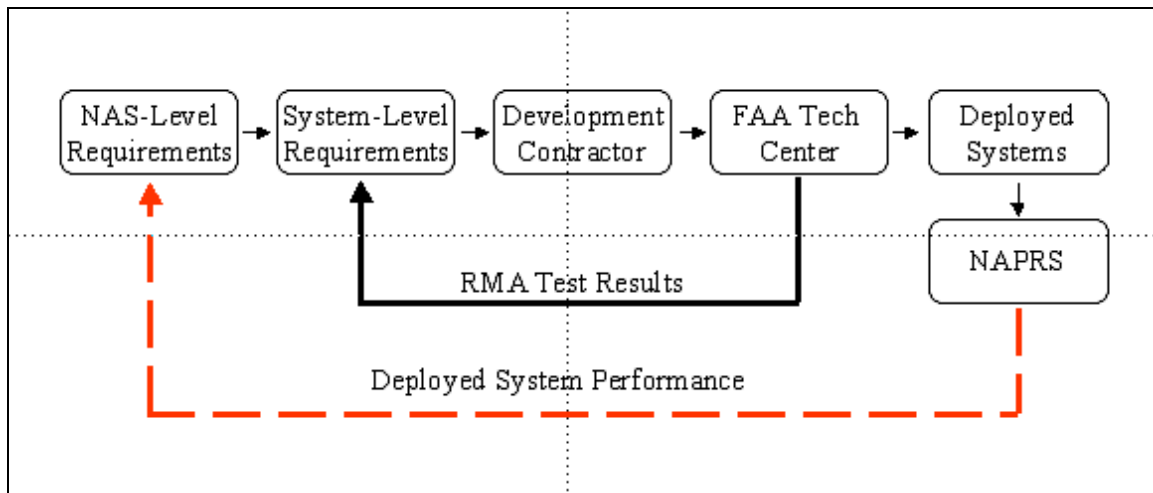 NAS-Level
Requirements
System-Level
Requirements
Development
Contractor
FAA Tech
Center
Deployed
Systems
NAPRS
RMA Test Results
Deployed System Performance